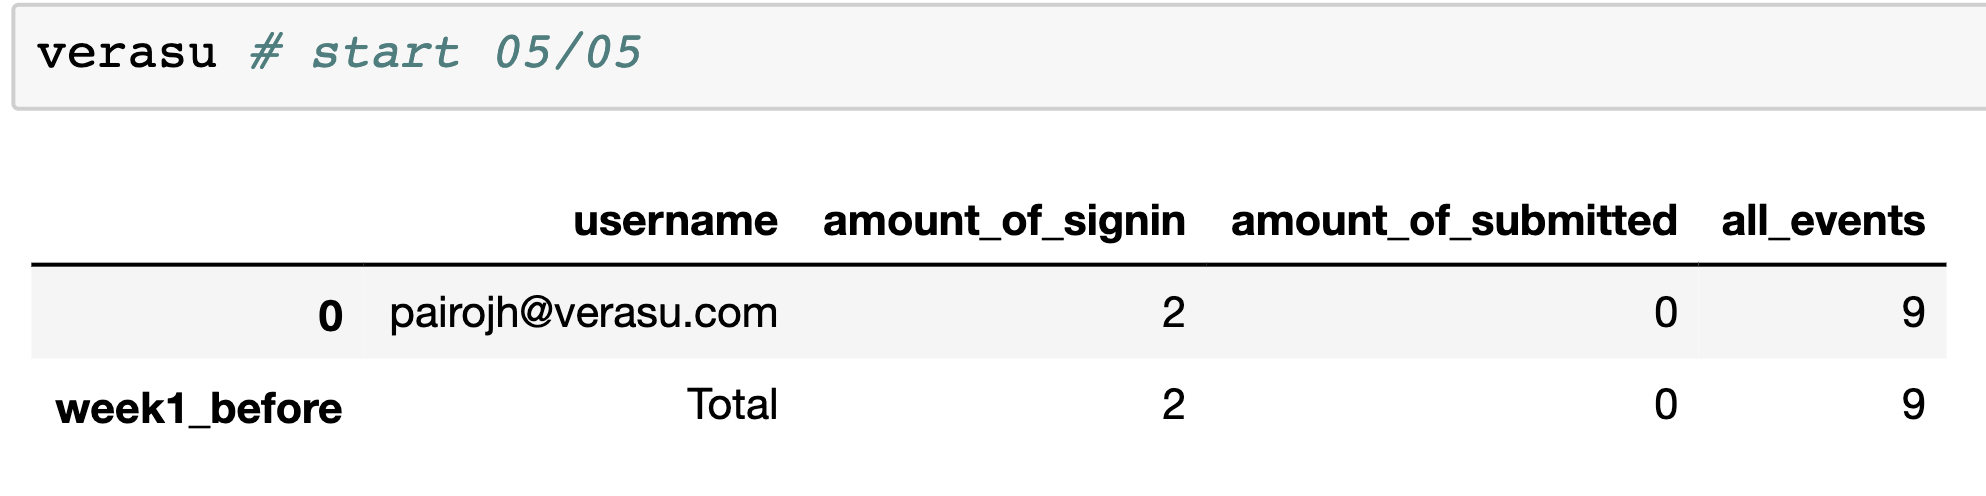 verasu # start 05/05
username amount_of_signin amount_of_submitted all_events
0 pairojh@verasu.com 2 0 9
week1_before Total 2 0 9